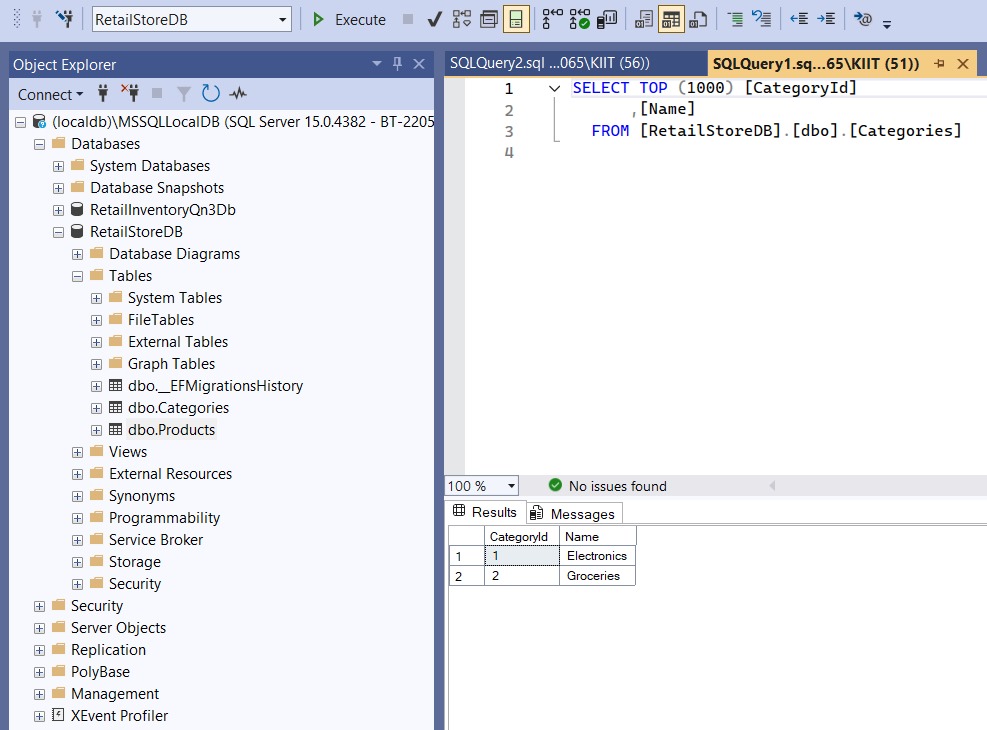 RetailStoreDB
Execute
Object Explorer
Connect
(localdb)\MSSQLLocalDB (SQL Server 15.0.4382 - BT-2205
Databases
System Databases
Database Snapshots
RetailInventoryQn3Db
RetailStoreDB
Database Diagrams
Tables
System Tables
FileTables
External Tables
Graph Tables
dbo.__EFMigrationsHistory
dbo.Categories
dbo.Products
Views
External Resources
Synonyms
Programmability
Service Broker
Storage
Security
Security
Server Objects
Replication
PolyBase
Management
XEvent Profiler
SQLQuery2.sql ...065\KIIT (56))
SQLQuery1.sq...65\KIIT (51))
1 SELECT TOP (1000) [CategoryId]
2 ,[Name]
3 FROM [RetailStoreDB].[dbo].[Categories]
4
100 %
No issues found
Results Messages
CategoryId Name
1 1 Electronics
2 2 Groceries